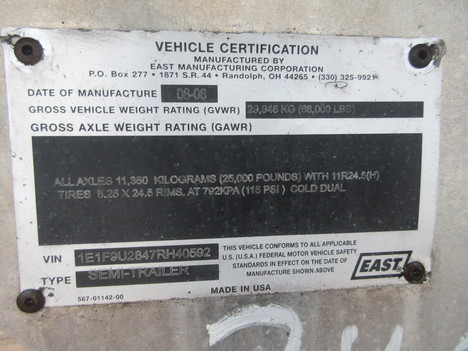 VEHICLE CERTIFICATION
MANUFACTURED BY
EAST MANUFACTURING CORPORATION
P.O. Box 277 • 1871 S.R. 44 • Randolph, OH 44265 • (330) 325-9921
DATE OF MANUFACTURE 06-06
GROSS VEHICLE WEIGHT RATING (GVWR) 29,945 KG (66,000 LBS)
GROSS AXLE WEIGHT RATING (GAWR)
ALL AXLES 11,350 KILOGRAMS (25,000 POUNDS) WITH 11R24.5(H)
TIRES 8.25 X 24.5 RIMS. AT 792KPA (115 PSI ) COLD DUAL
VIN 1E1F9U2847RH40592
TYPE SEMI-TRAILER
THIS VEHICLE CONFORMS TO ALL APPLICABLE
U.S. (U.S.A.) FEDERAL MOTOR VEHICLE SAFETY
STANDARDS IN EFFECT ON THE DATE OF
MANUFACTURE SHOWN ABOVE.
EAST
567-01142-00
MADE IN USA